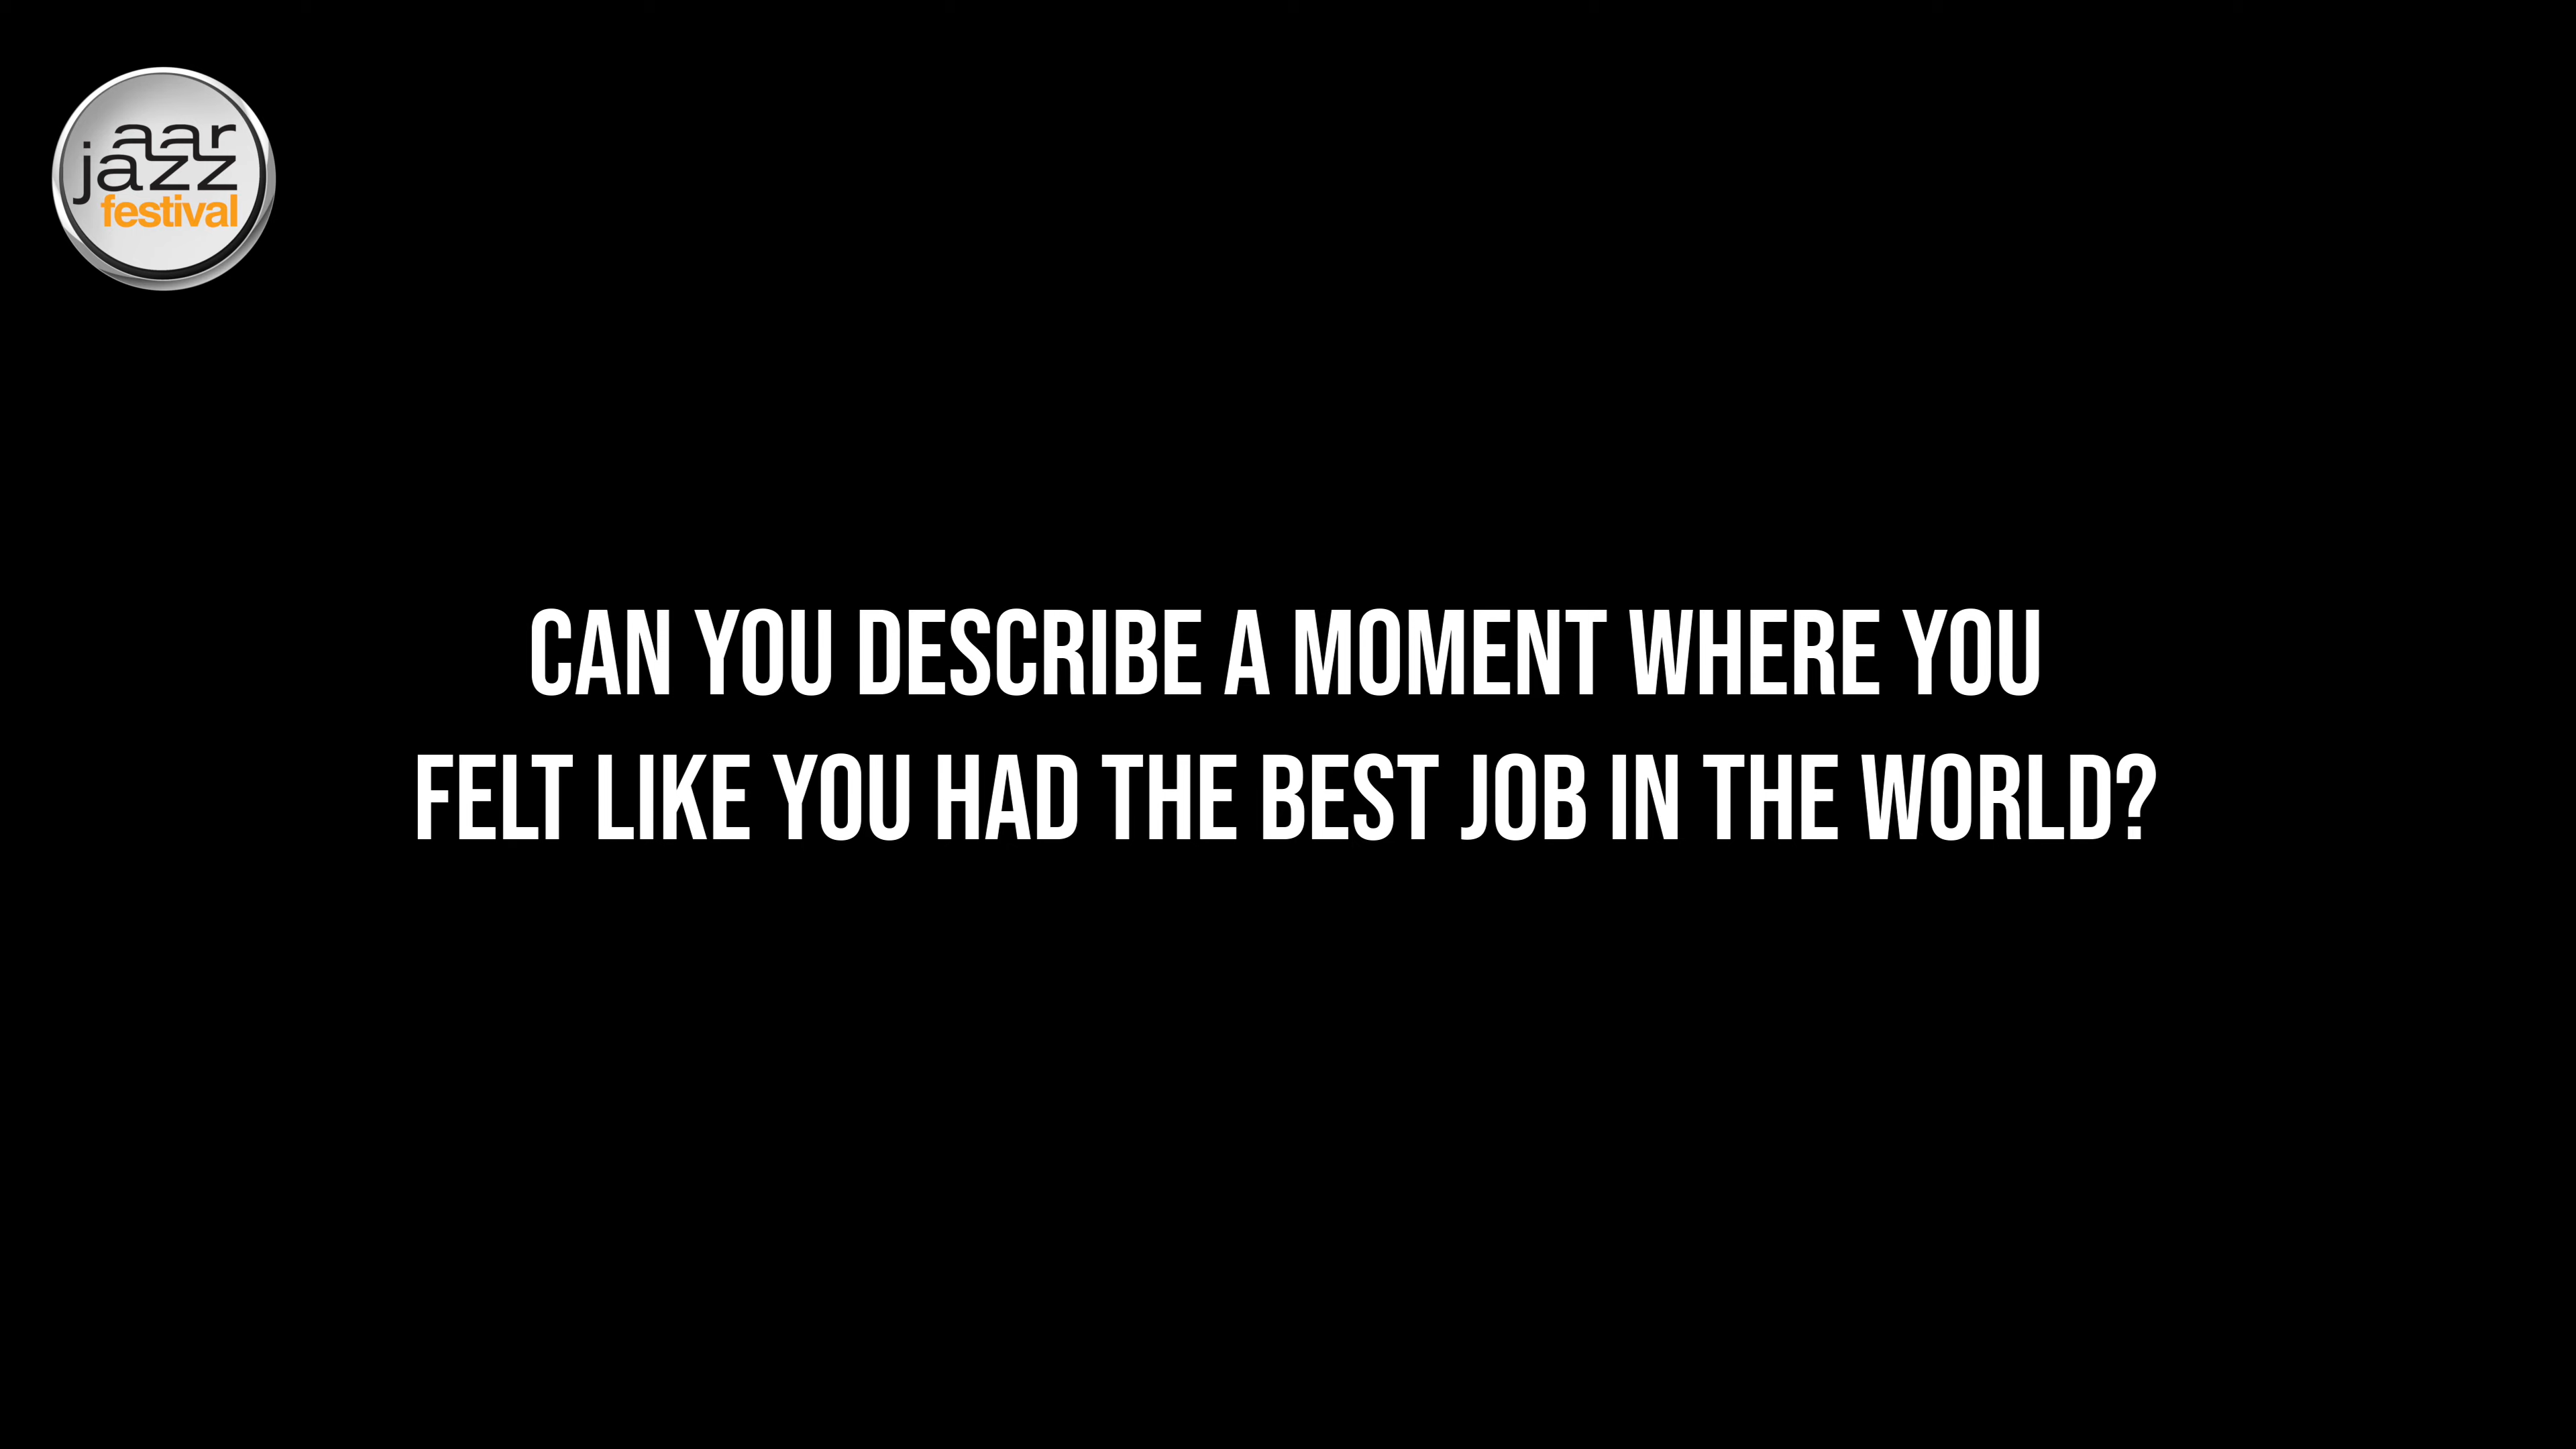 aar
jazz
festival
CAN YOU DESCRIBE A MOMENT WHERE YOU
FELT LIKE YOU HAD THE BEST JOB IN THE WORLD?